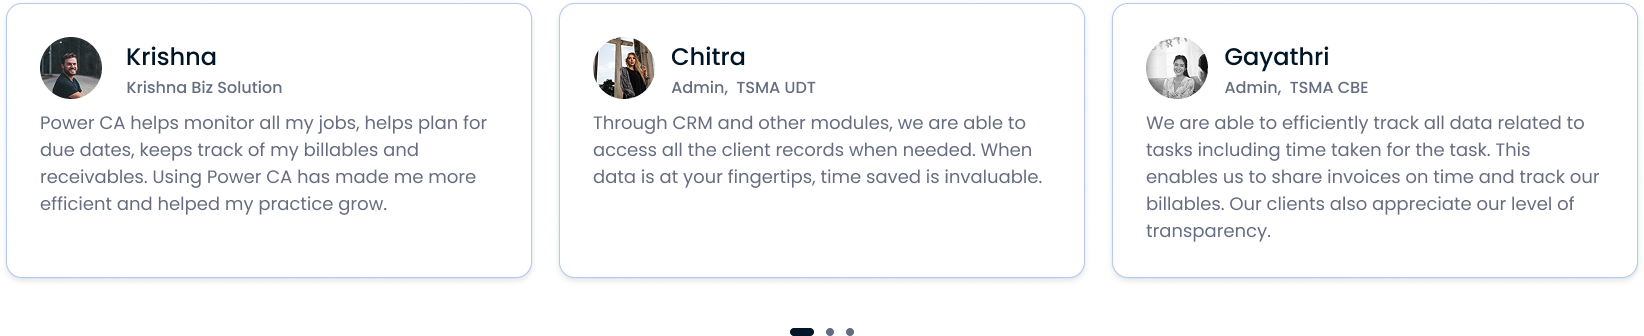 Krishna
Krishna Biz Solution
Power CA helps monitor all my jobs, helps plan for
due dates, keeps track of my billables and
receivables. Using Power CA has made me more
efficient and helped my practice grow.
Chitra
Admin, TSMA UDT
Through CRM and other modules, we are able to
access all the client records when needed. When
data is at your fingertips, time saved is invaluable.
Gayathri
Admin, TSMA CBE
We are able to efficiently track all data related to
tasks including time taken for the task. This
enables us to share invoices on time and track our
billables. Our clients also appreciate our level of
transparency.